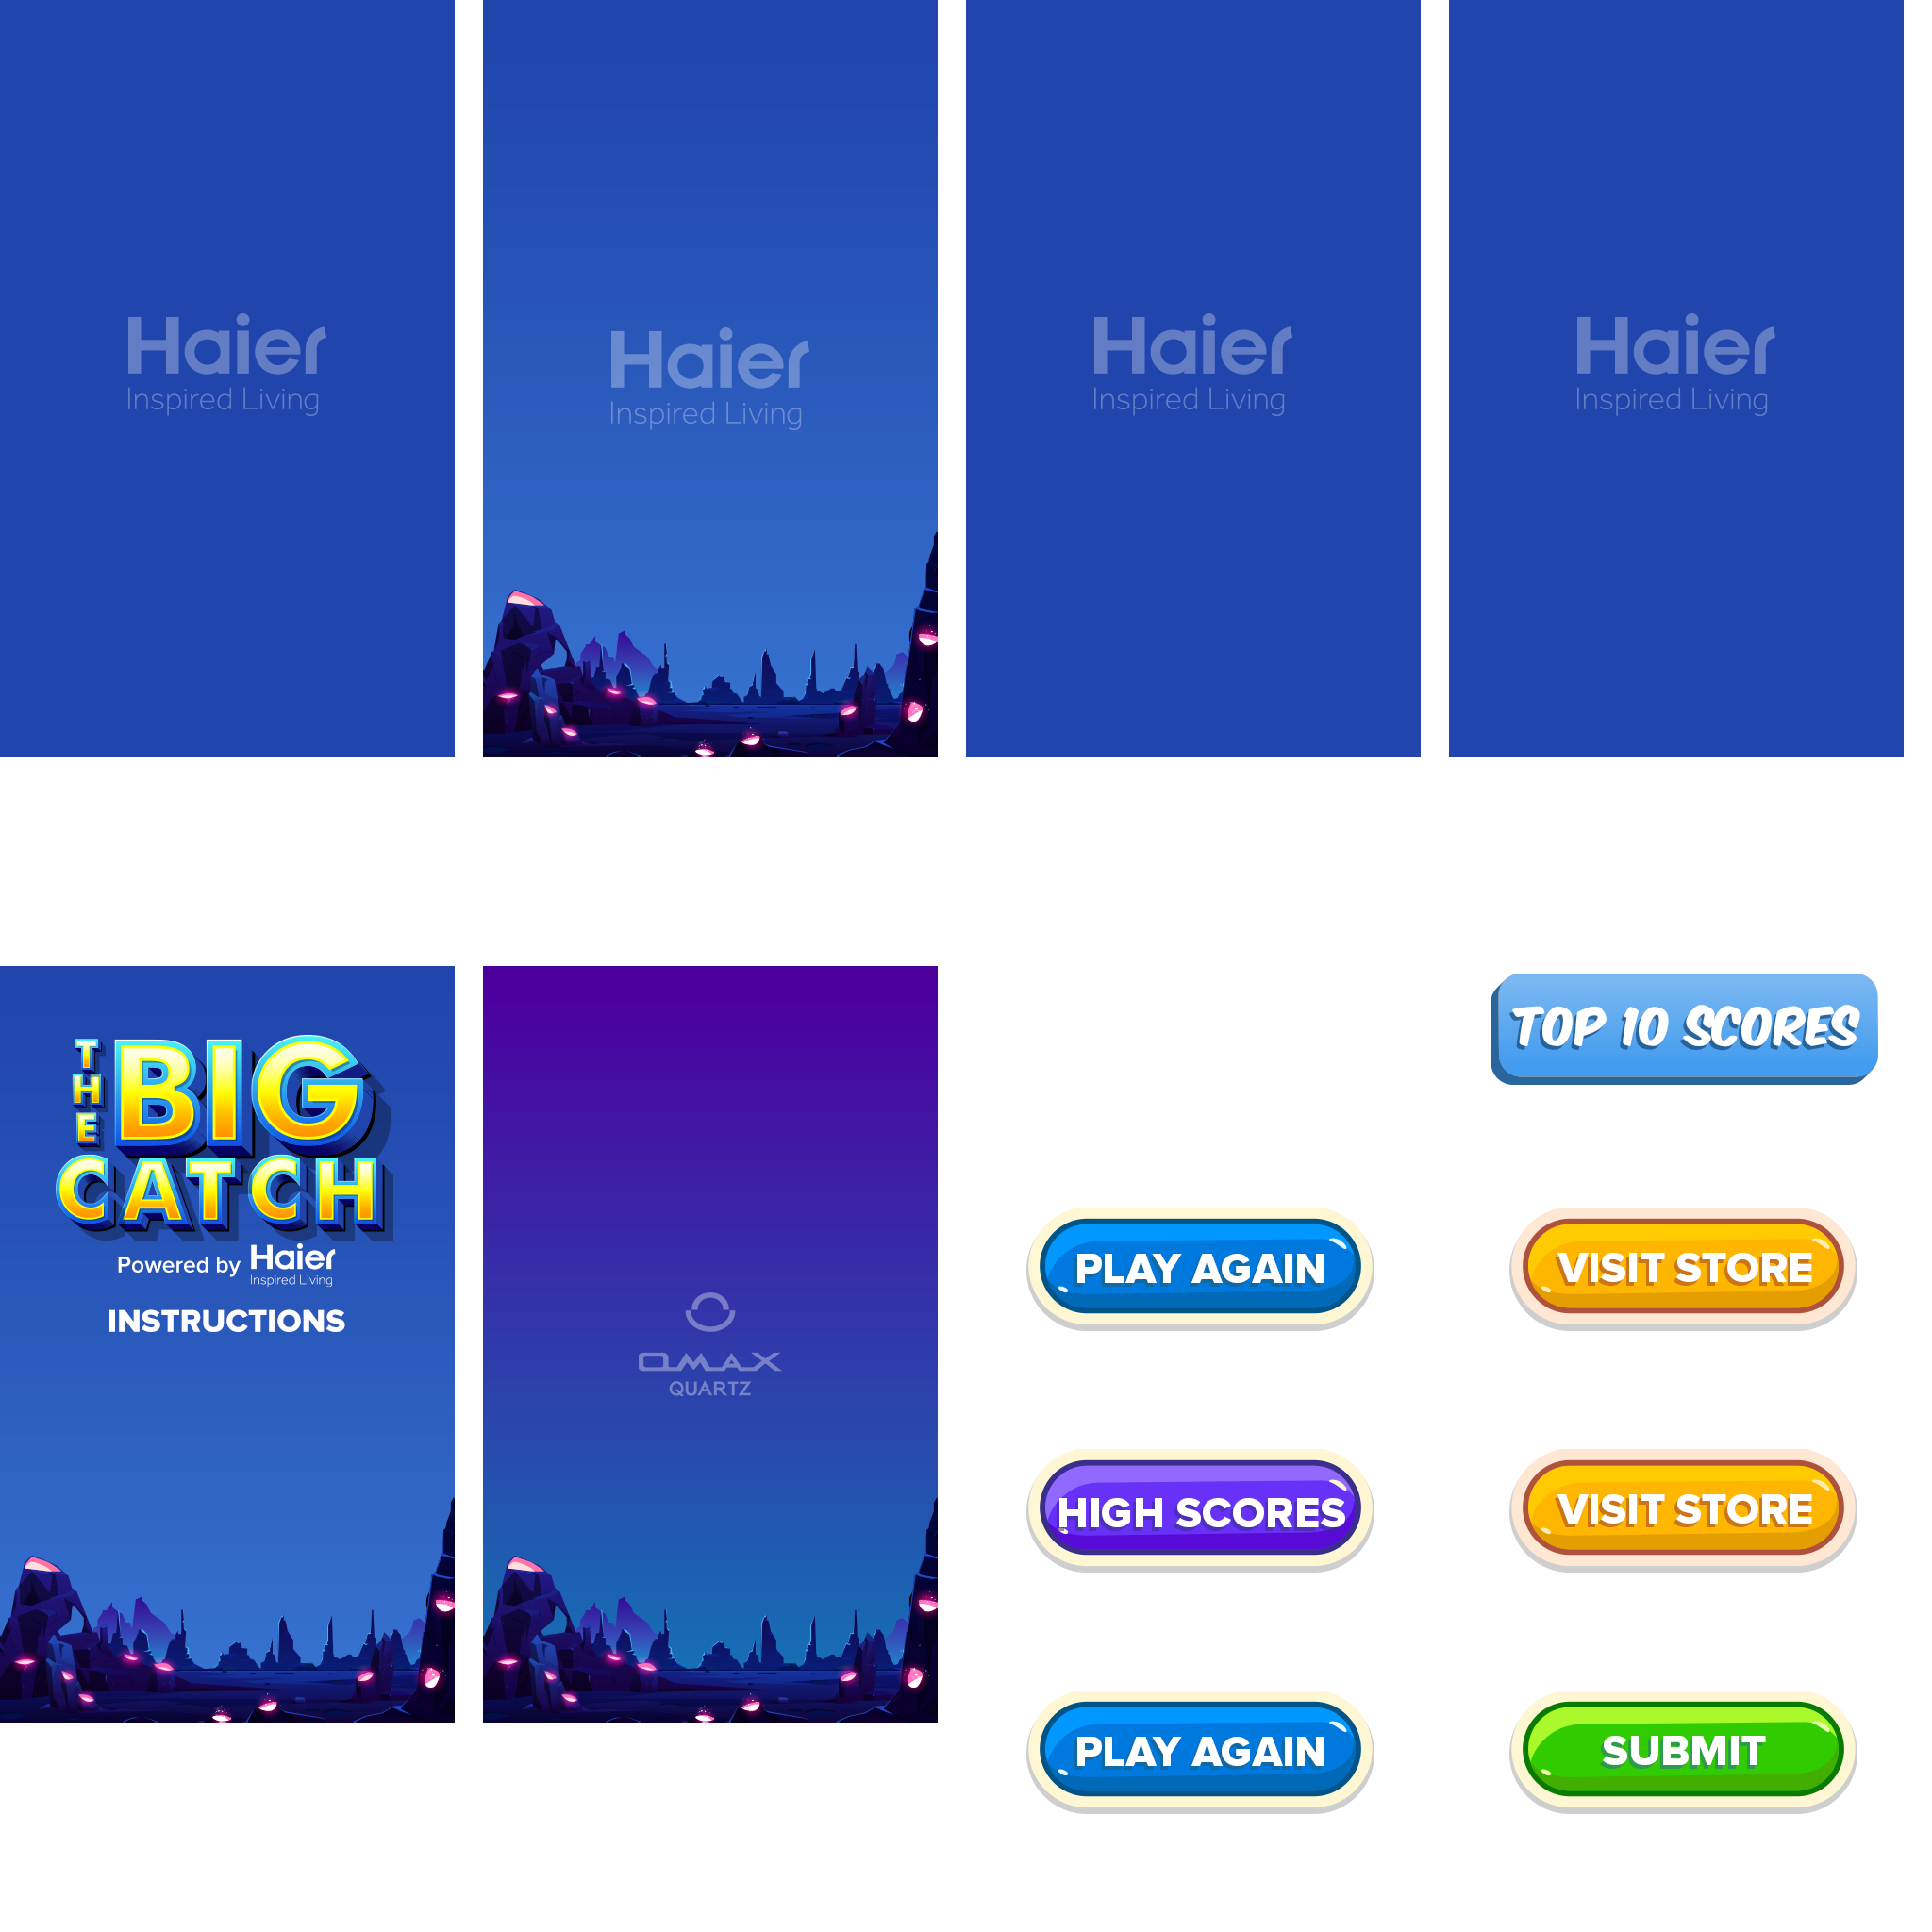 Haier
Inspired Living
Haier
Inspired Living
Haier
Inspired Living
Haier
Inspired Living
THE BIG
CATCH
Powered by Haier
Inspired Living
INSTRUCTIONS
OMAX
QUARTZ
TOP 10 SCORES
PLAY AGAIN
VISIT STORE
HIGH SCORES
VISIT STORE
PLAY AGAIN
SUBMIT